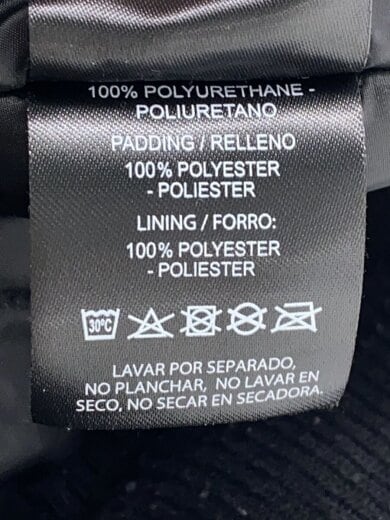 100% POLYURETHANE -
POLIURETANO
PADDING / RELLENO
100% POLYESTER
- POLIESTER
LINING / FORRO:
100% POLYESTER
- POLIESTER
30°C
LAVAR POR SEPARADO,
NO PLANCHAR, NO LAVAR EN
SECO, NO SECAR EN SECADORA.